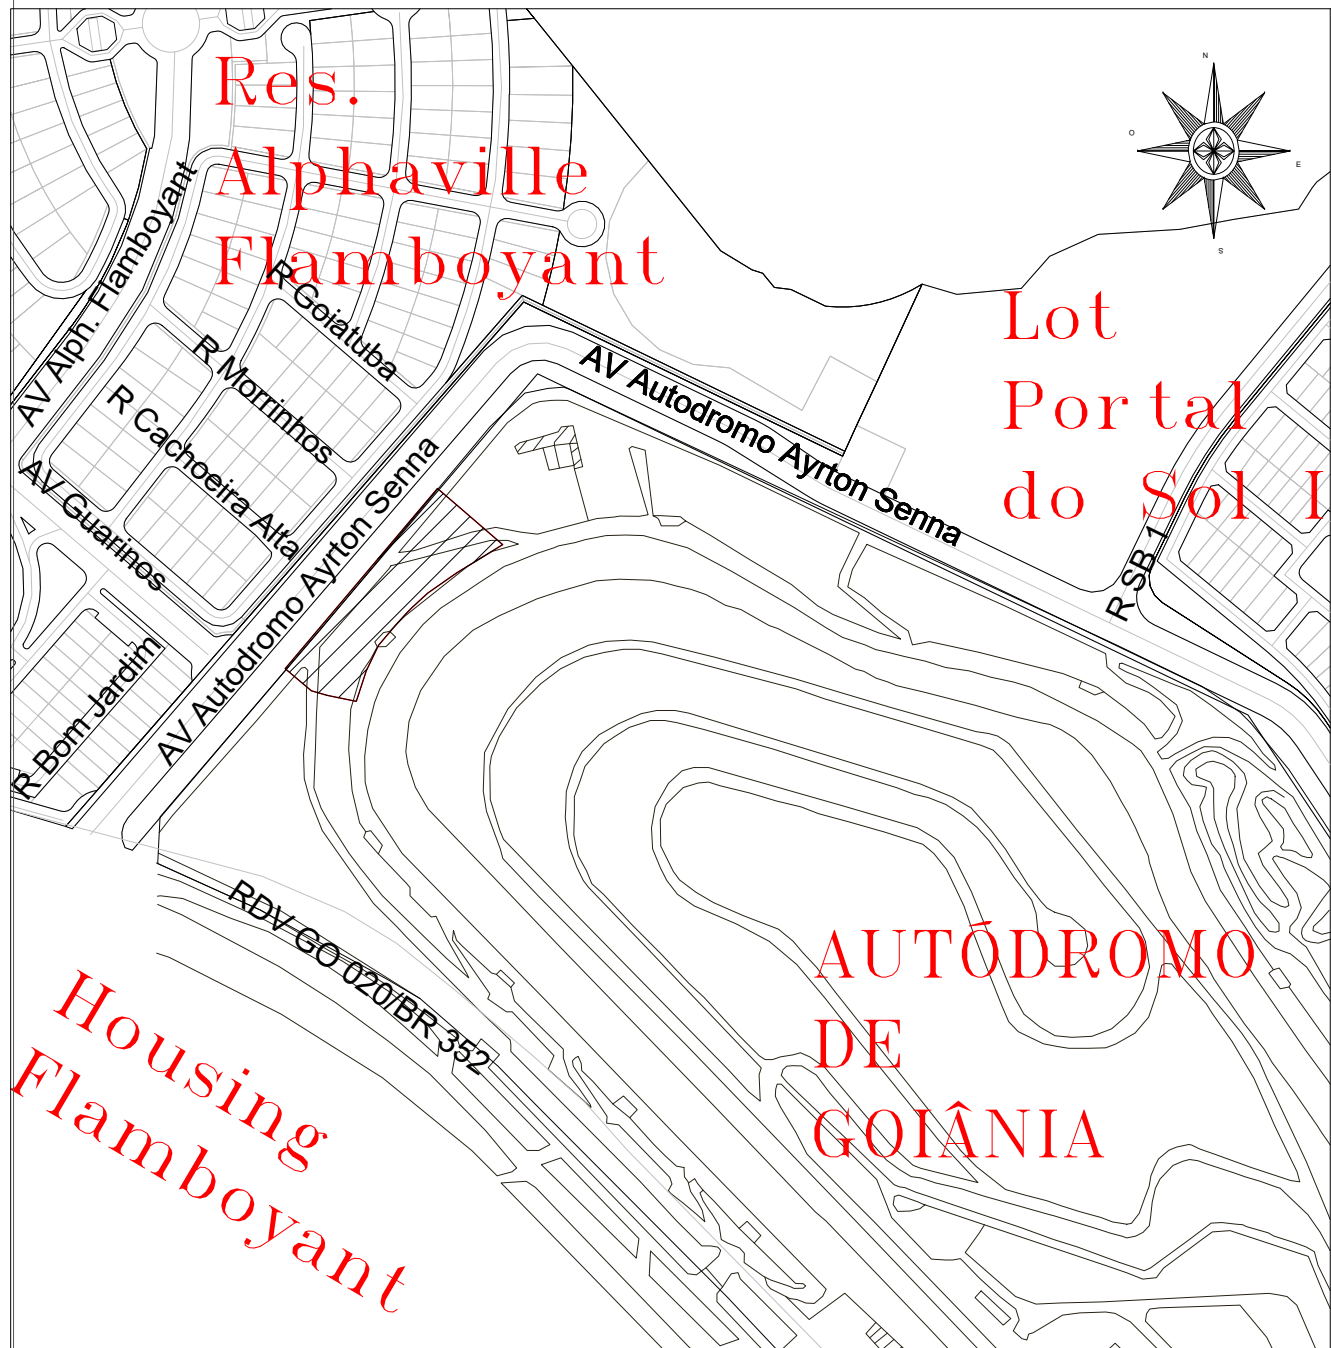 Res.
Alphaville
Flamboyant
N
O
E
S
Lot
Portal
do Sol I
AV Alph. Flamboyant
R Goiatuba
R Morrinhos
R Cachoeira Alta
AV Guarinos
R Bom Jardim
AV Autodromo Ayrton Senna
AV Autodromo Ayrton Senna
R SB 1
RDV GO 020/BR 352
AUTÓDROMO
DE
GOIÂNIA
Housing
Flamboyant